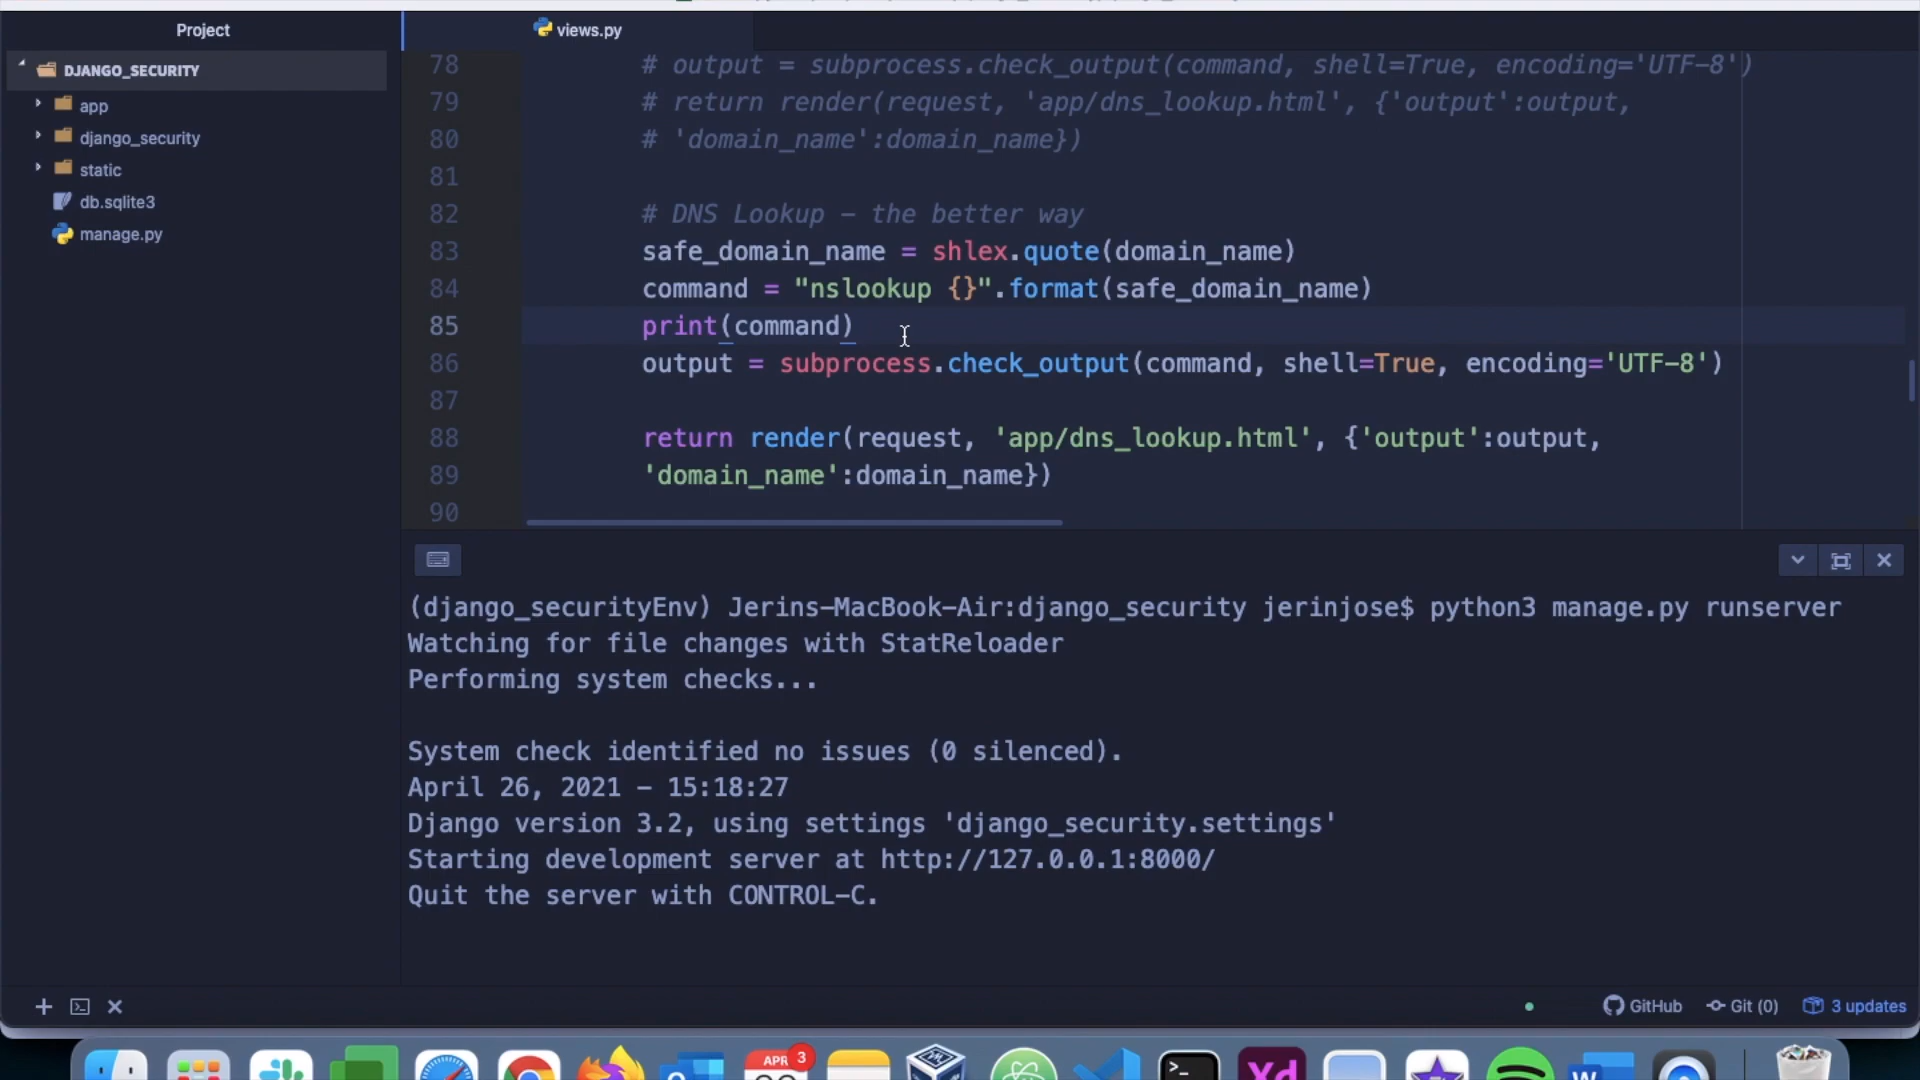 Project
views.py
DJANGO_SECURITY
app
django_security
static
db.sqlite3
manage.py
78 # output = subprocess.check_output(command, shell=True, encoding='UTF-8')
79 # return render(request, 'app/dns_lookup.html', {'output':output,
80 # 'domain_name':domain_name})
81
82 # DNS Lookup - the better way
83 safe_domain_name = shlex.quote(domain_name)
84 command = "nslookup {}".format(safe_domain_name)
85 print(command)
86 output = subprocess.check_output(command, shell=True, encoding='UTF-8')
87
88 return render(request, 'app/dns_lookup.html', {'output':output,
89 'domain_name':domain_name})
90
(django_securityEnv) Jerins-MacBook-Air:django_security jerinjose$ python3 manage.py runserver
Watching for file changes with StatReloader
Performing system checks...
System check identified no issues (0 silenced).
April 26, 2021 - 15:18:27
Django version 3.2, using settings 'django_security.settings'
Starting development server at http://127.0.0.1:8000/
Quit the server with CONTROL-C.
GitHub
Git (0)
3 updates
APR
3
Xd
W